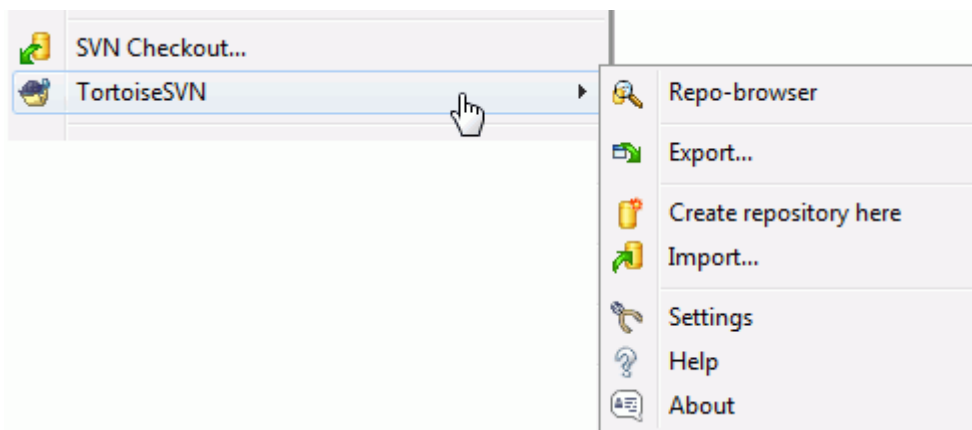 SVN Checkout...
TortoiseSVN
Repo-browser
Export...
Create repository here
Import...
Settings
Help
About